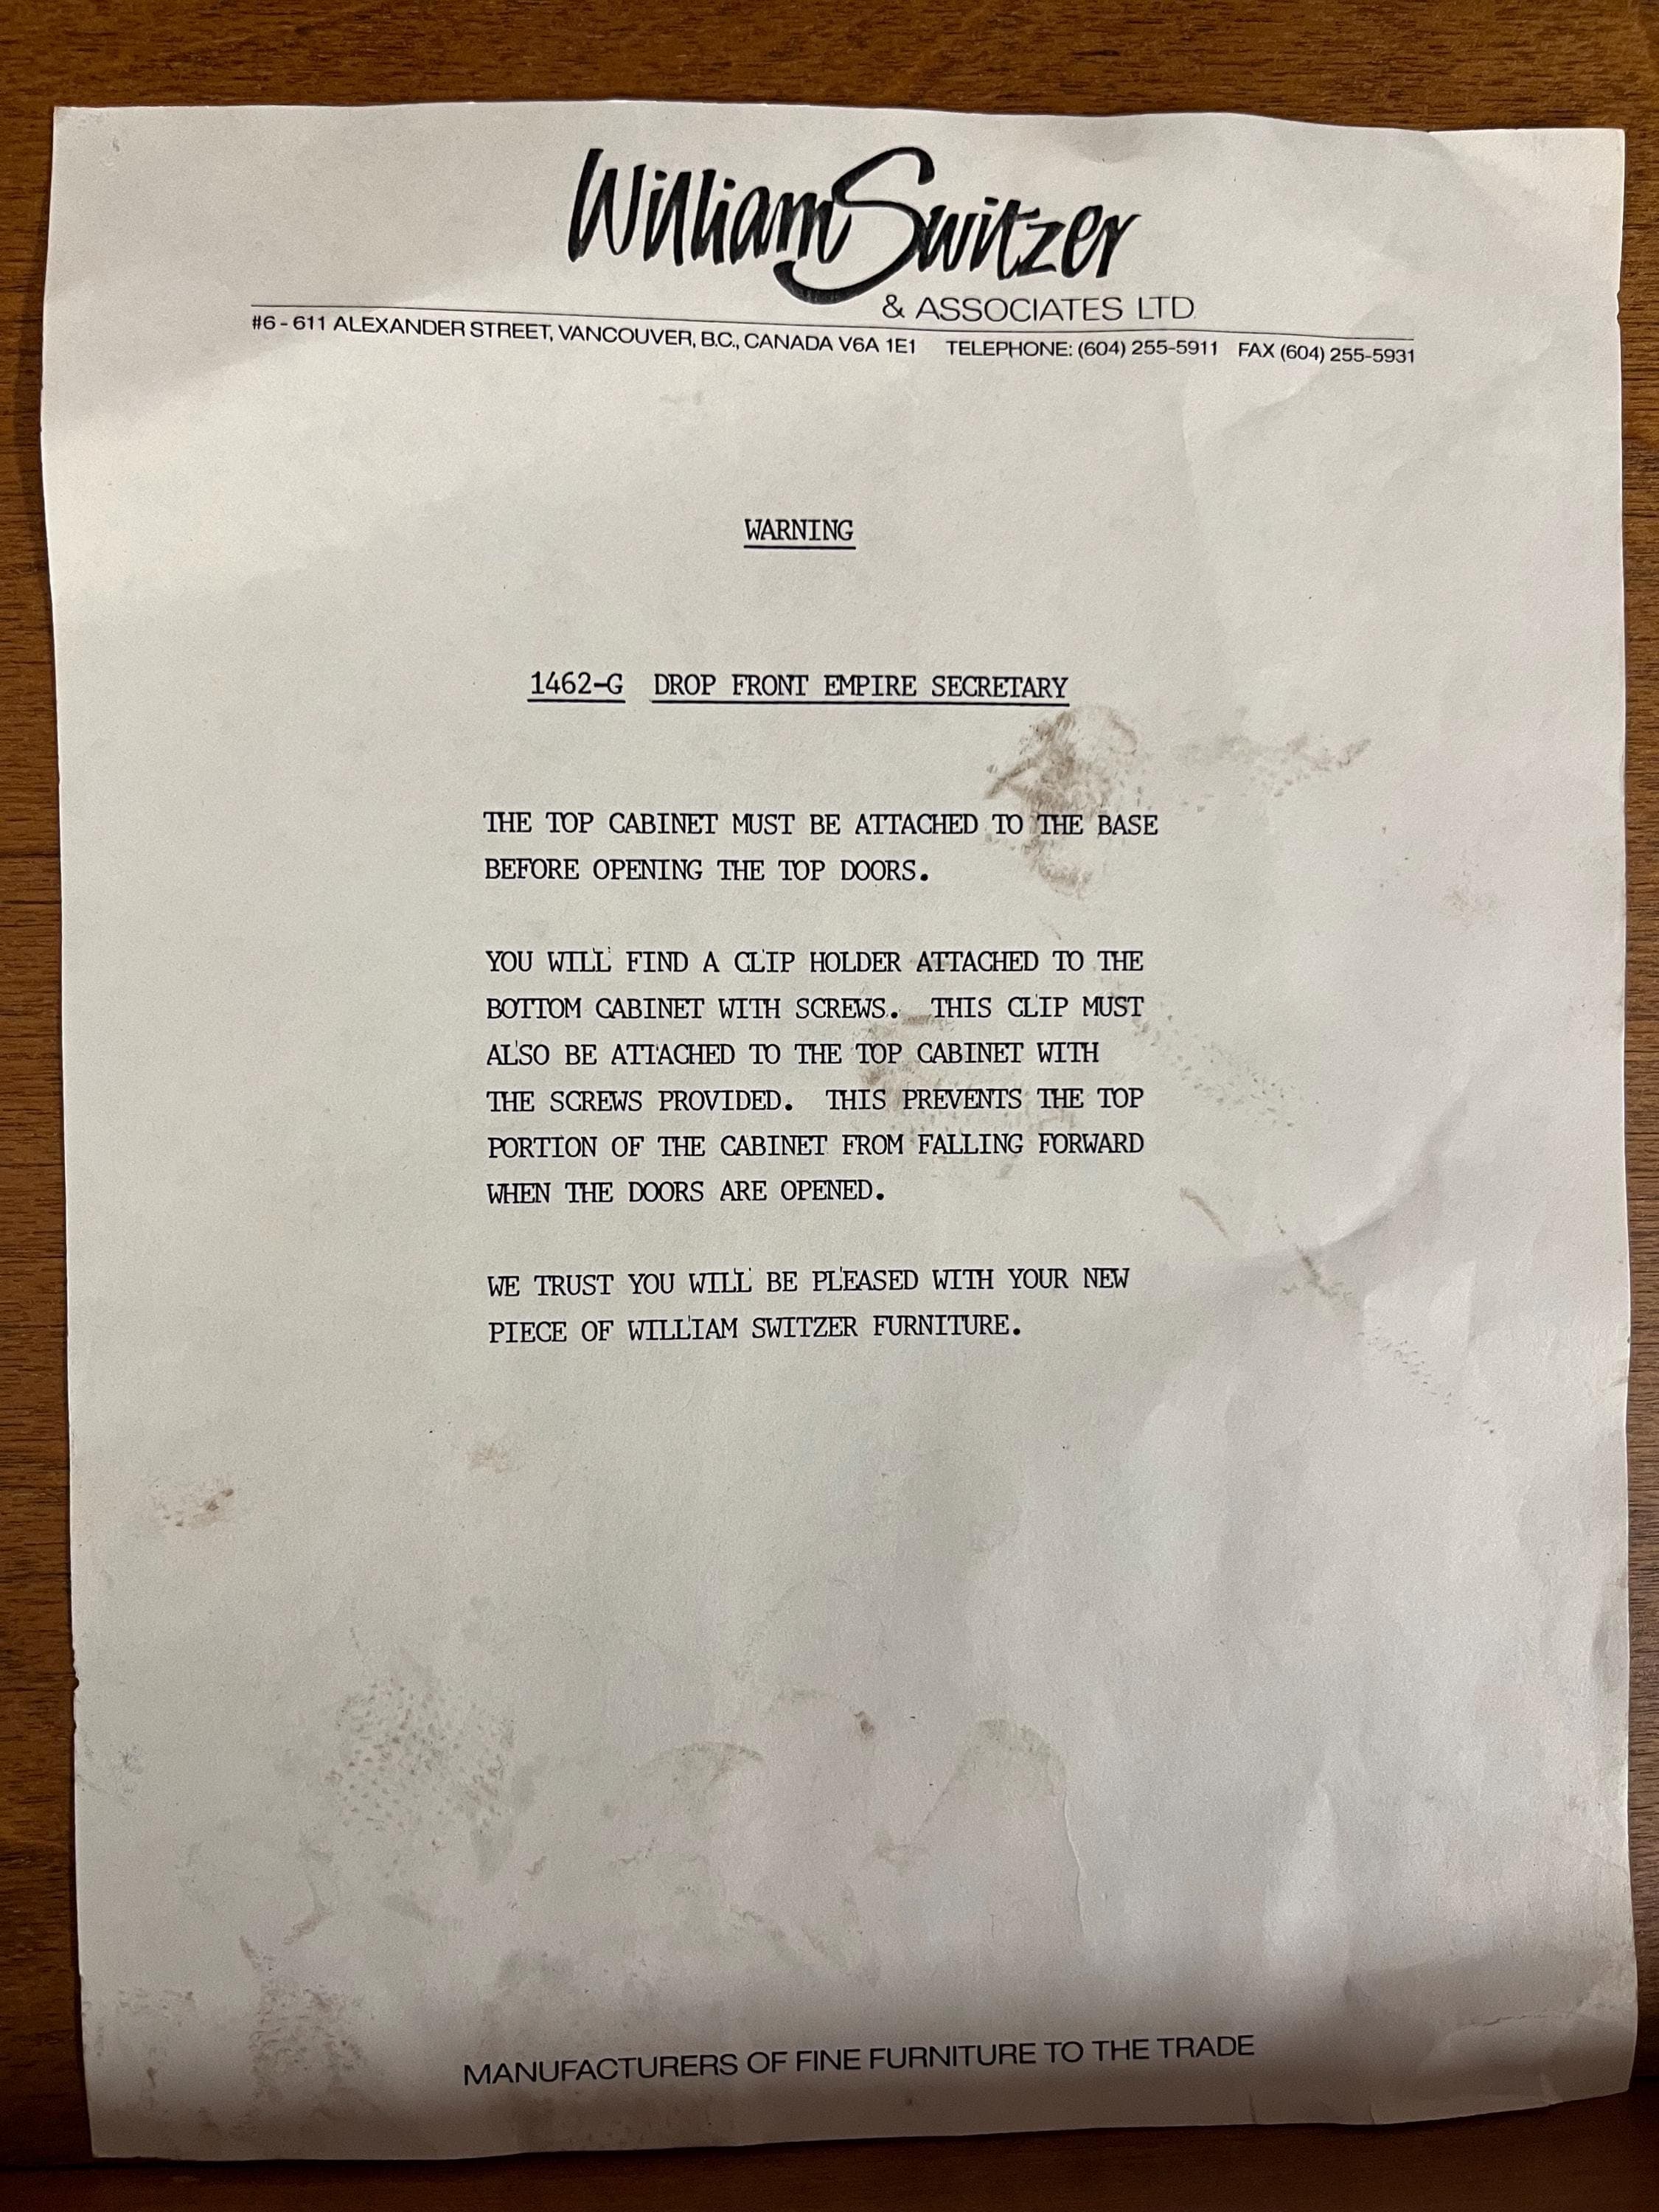 William Switzer
& ASSOCIATES LTD
#6 - 611 ALEXANDER STREET, VANCOUVER, B.C., CANADA V6A 1E1 TELEPHONE: (604) 255-5911 FAX (604) 255-5931
WARNING
1462-G DROP FRONT EMPIRE SECRETARY
THE TOP CABINET MUST BE ATTACHED TO THE BASE
BEFORE OPENING THE TOP DOORS.
YOU WILL FIND A CLIP HOLDER ATTACHED TO THE
BOTTOM CABINET WITH SCREWS. THIS CLIP MUST
ALSO BE ATTACHED TO THE TOP CABINET WITH
THE SCREWS PROVIDED. THIS PREVENTS THE TOP
PORTION OF THE CABINET FROM FALLING FORWARD
WHEN THE DOORS ARE OPENED.
WE TRUST YOU WILL BE PLEASED WITH YOUR NEW
PIECE OF WILLIAM SWITZER FURNITURE.
MANUFACTURERS OF FINE FURNITURE TO THE TRADE